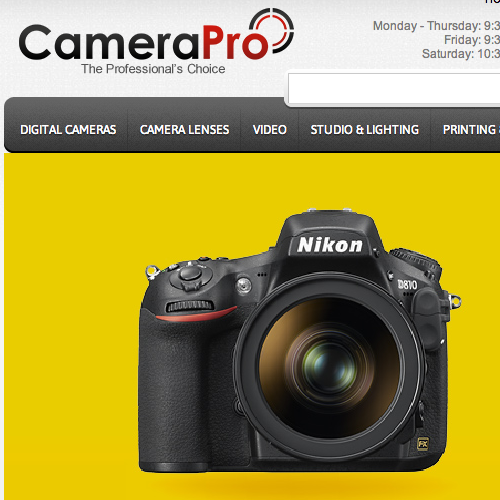 CameraPro
The Professional's Choice
Monday - Thursday: 9:3
Friday: 9:3
Saturday: 10:3
DIGITAL CAMERAS
CAMERA LENSES
VIDEO
STUDIO & LIGHTING
PRINTING
Nikon
D810
FX